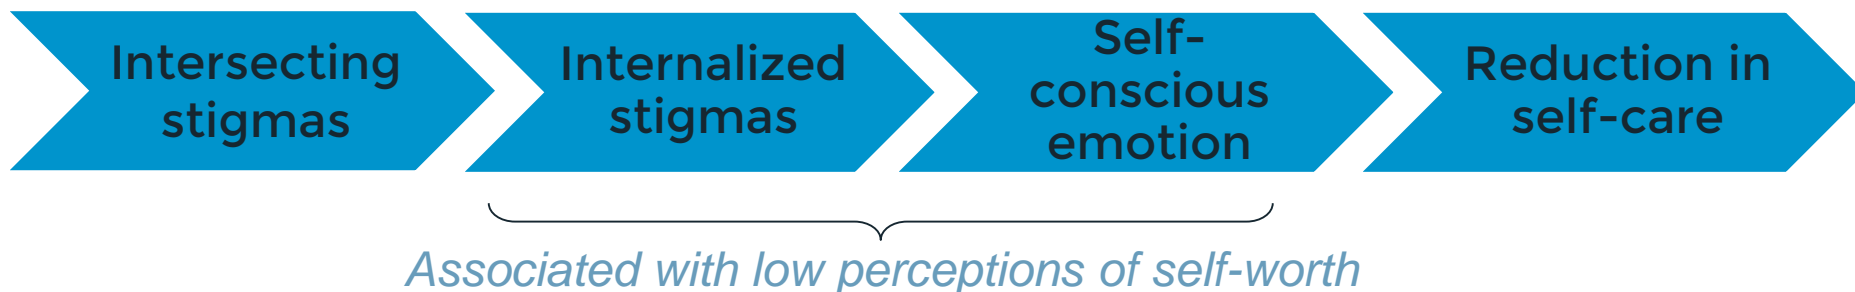 Intersecting
stigmas
Internalized
stigmas
Self-
conscious
emotion
Reduction in
self-care
Associated with low perceptions of self-worth